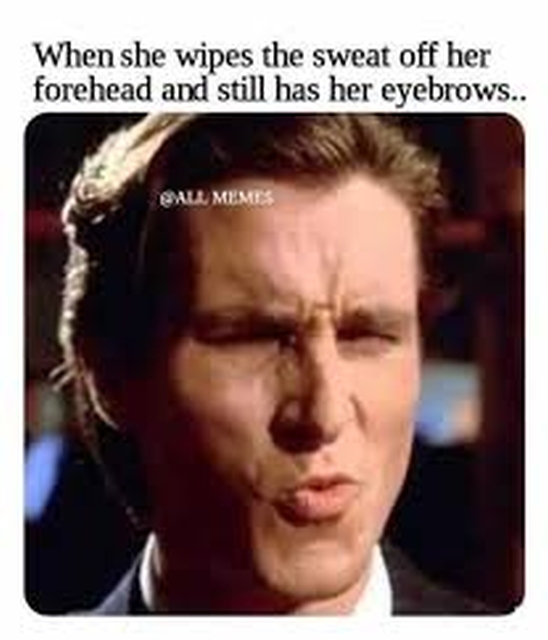 When she wipes the sweat off her
forehead and still has her eyebrows..
@ALL MEMES